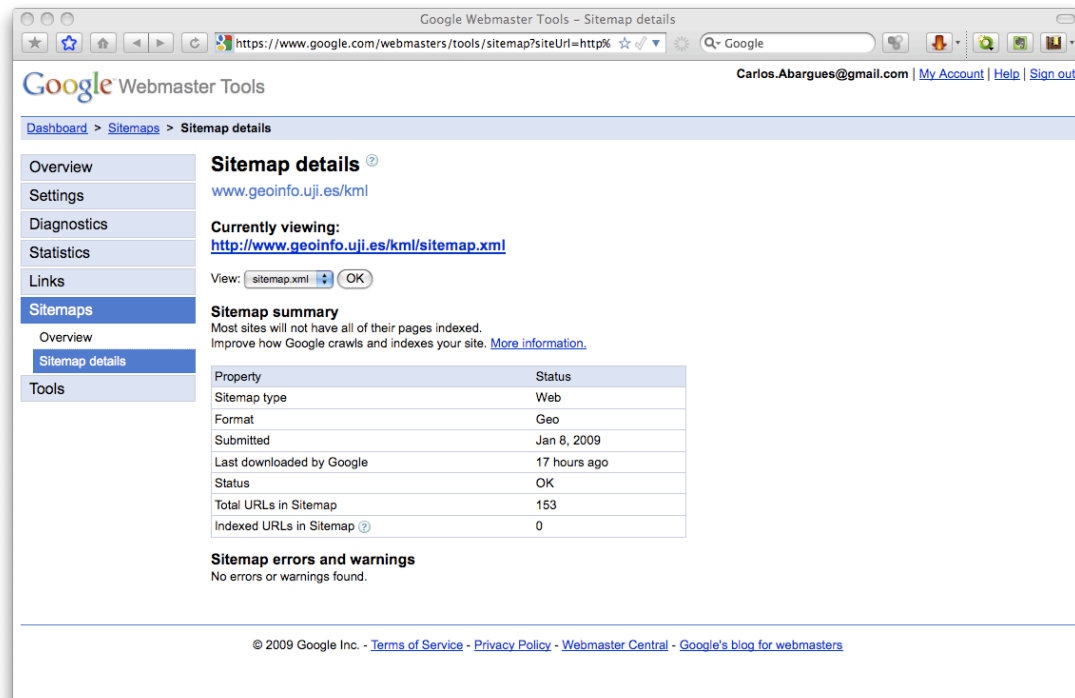 Google Webmaster Tools – Sitemap details
https://www.google.com/webmasters/tools/sitemap?siteUrl=http%
Google
Google Webmaster Tools
Carlos.Abargues@gmail.com | My Account | Help | Sign out
Dashboard > Sitemaps > Sitemap details
Overview
Settings
Diagnostics
Statistics
Links
Sitemaps
Overview
Sitemap details
Tools
Sitemap details ?
www.geoinfo.uji.es/kml
Currently viewing:
http://www.geoinfo.uji.es/kml/sitemap.xml
View: sitemap.xml OK
Sitemap summary
Most sites will not have all of their pages indexed.
Improve how Google crawls and indexes your site. More information.
Property Status
Sitemap type Web
Format Geo
Submitted Jan 8, 2009
Last downloaded by Google 17 hours ago
Status OK
Total URLs in Sitemap 153
Indexed URLs in Sitemap ? 0
Sitemap errors and warnings
No errors or warnings found.
© 2009 Google Inc. - Terms of Service - Privacy Policy - Webmaster Central - Google's blog for webmasters